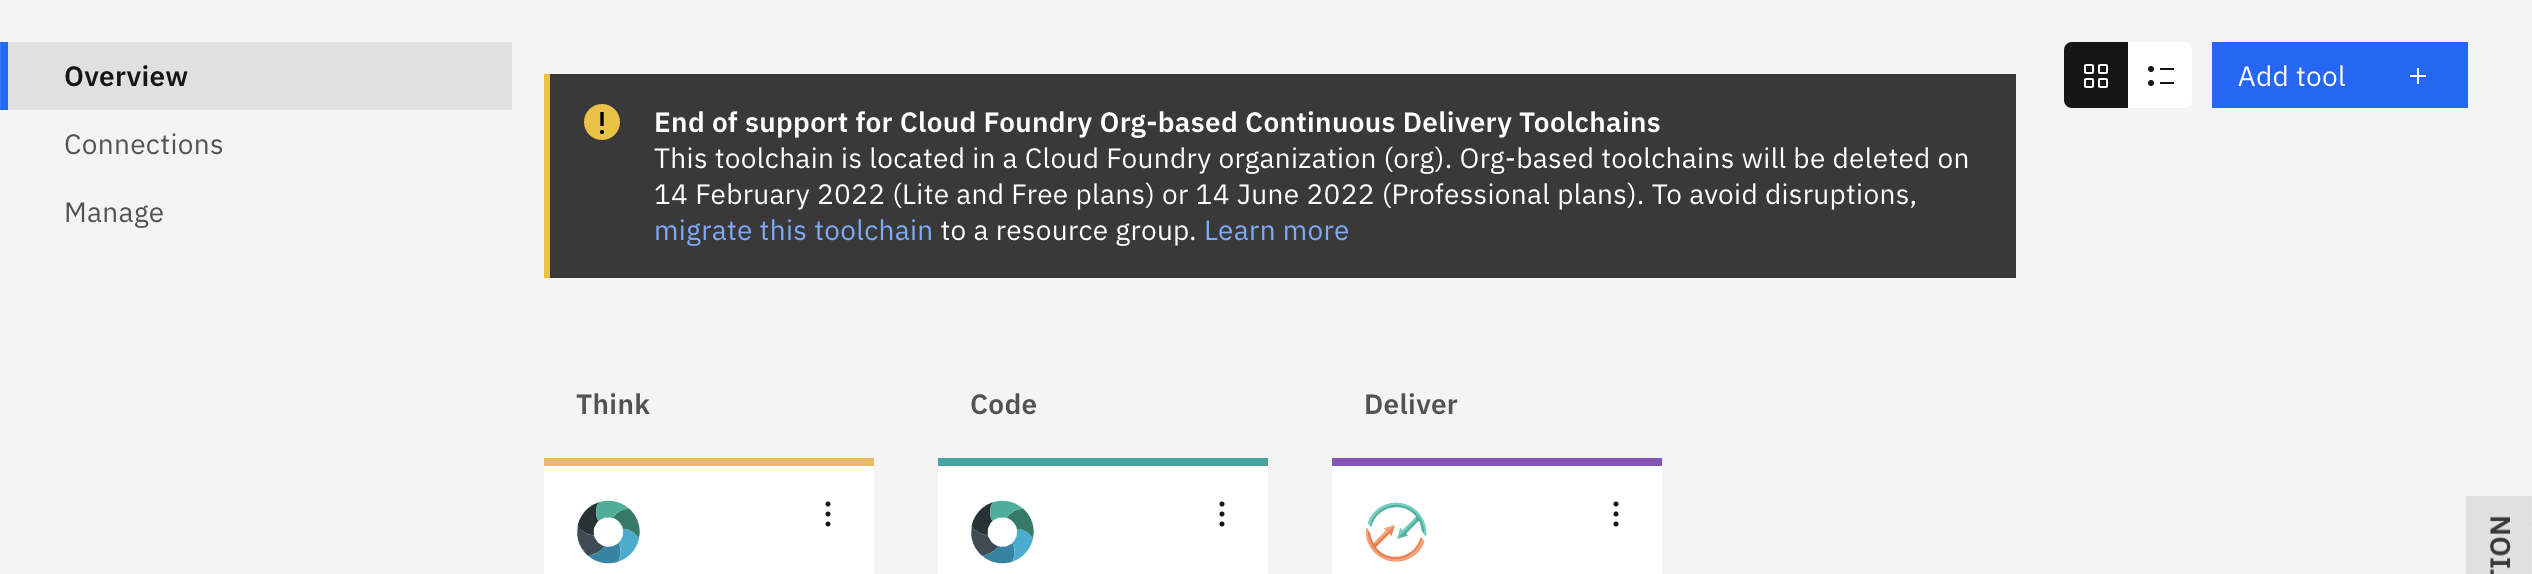 Overview
Connections
Manage
End of support for Cloud Foundry Org-based Continuous Delivery Toolchains
This toolchain is located in a Cloud Foundry organization (org). Org-based toolchains will be deleted on
14 February 2022 (Lite and Free plans) or 14 June 2022 (Professional plans). To avoid disruptions,
migrate this toolchain to a resource group. Learn more
Add tool +
Think
Code
Deliver